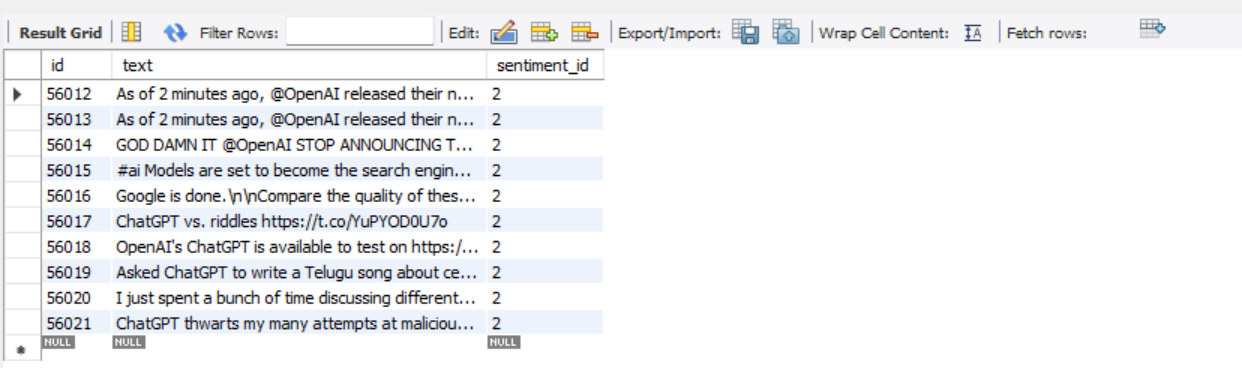 Result Grid Filter Rows: Edit: Export/Import: Wrap Cell Content: IA Fetch rows:
id text sentiment_id
56012 As of 2 minutes ago, @OpenAI released their n... 2
56013 As of 2 minutes ago, @OpenAI released their n... 2
56014 GOD DAMN IT @OpenAI STOP ANNOUNCING T... 2
56015 #ai Models are set to become the search engin... 2
56016 Google is done.\n\nCompare the quality of thes... 2
56017 ChatGPT vs. riddles https://t.co/YuPYOD0U7o 2
56018 OpenAI's ChatGPT is available to test on https:/... 2
56019 Asked ChatGPT to write a Telugu song about ce... 2
56020 I just spent a bunch of time discussing different... 2
56021 ChatGPT thwarts my many attempts at maliciou... 2
NULL NULL NULL